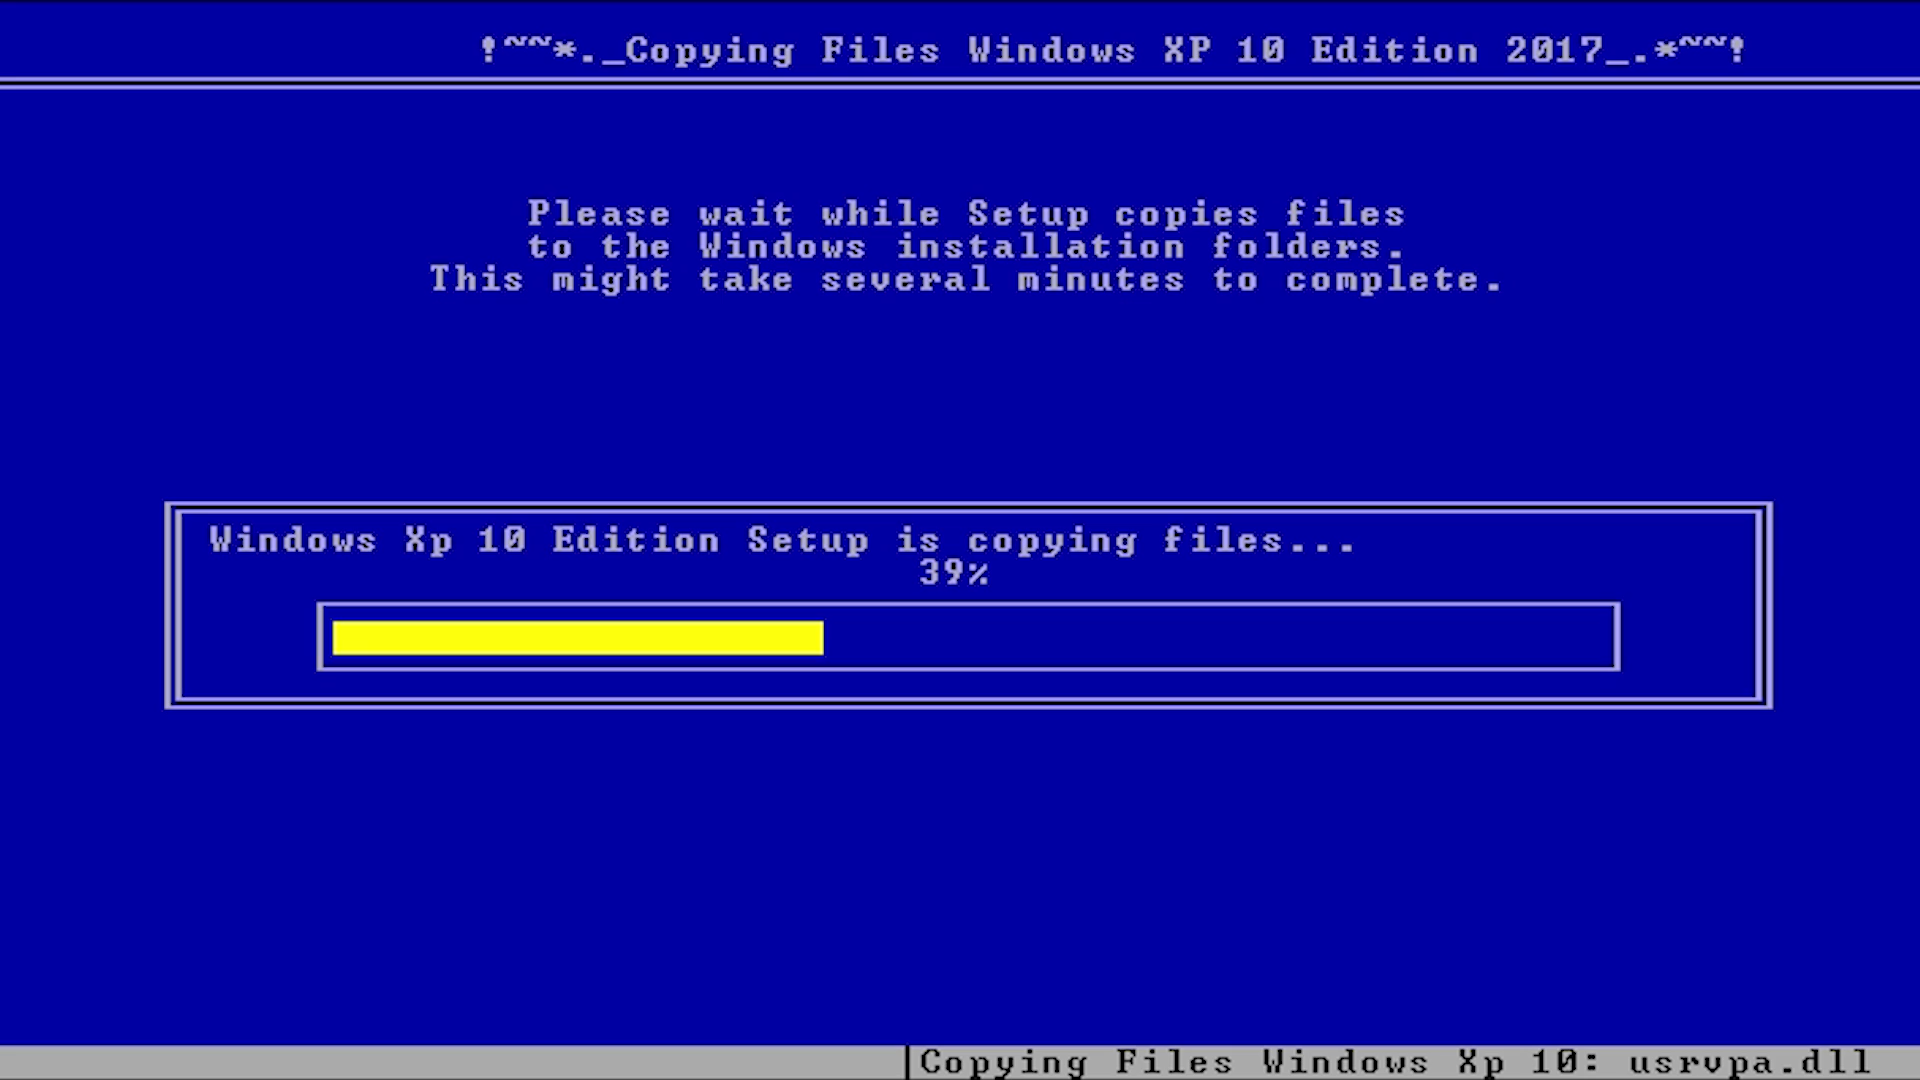 !~~*._Copying Files Windows XP 10 Edition 2017_.*~~!
Please wait while Setup copies files
to the Windows installation folders.
This might take several minutes to complete.
Windows Xp 10 Edition Setup is copying files...
39%
Copying Files Windows Xp 10: usrvpa.dll